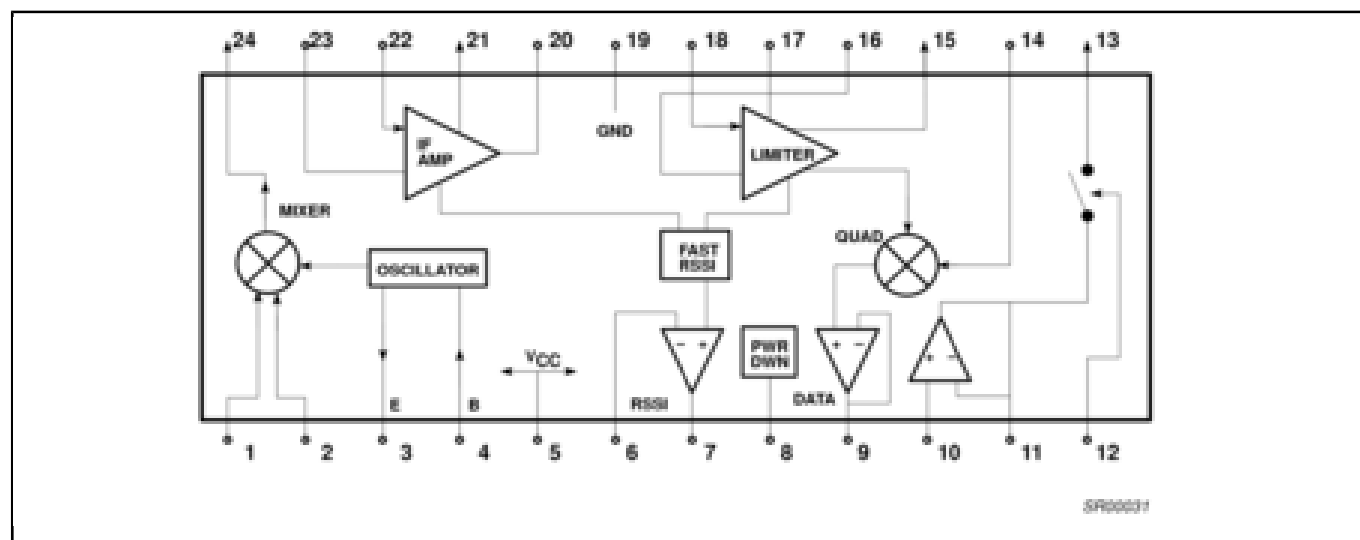 24 23 22 21 20 19 18 17 16 15 14 13
IF
AMP
GND
LIMITER
MIXER
QUAD
OSCILLATOR
FAST
RSSI
− +
PWR
DWN
+ −
+ −
VCC
E
B
RSSI
DATA
1 2 3 4 5 6 7 8 9 10 11 12
SR00031